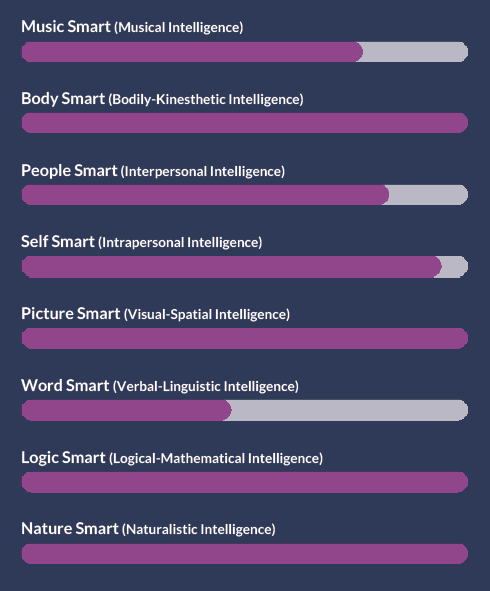 Music Smart (Musical Intelligence)
Body Smart (Bodily-Kinesthetic Intelligence)
People Smart (Interpersonal Intelligence)
Self Smart (Intrapersonal Intelligence)
Picture Smart (Visual-Spatial Intelligence)
Word Smart (Verbal-Linguistic Intelligence)
Logic Smart (Logical-Mathematical Intelligence)
Nature Smart (Naturalistic Intelligence)